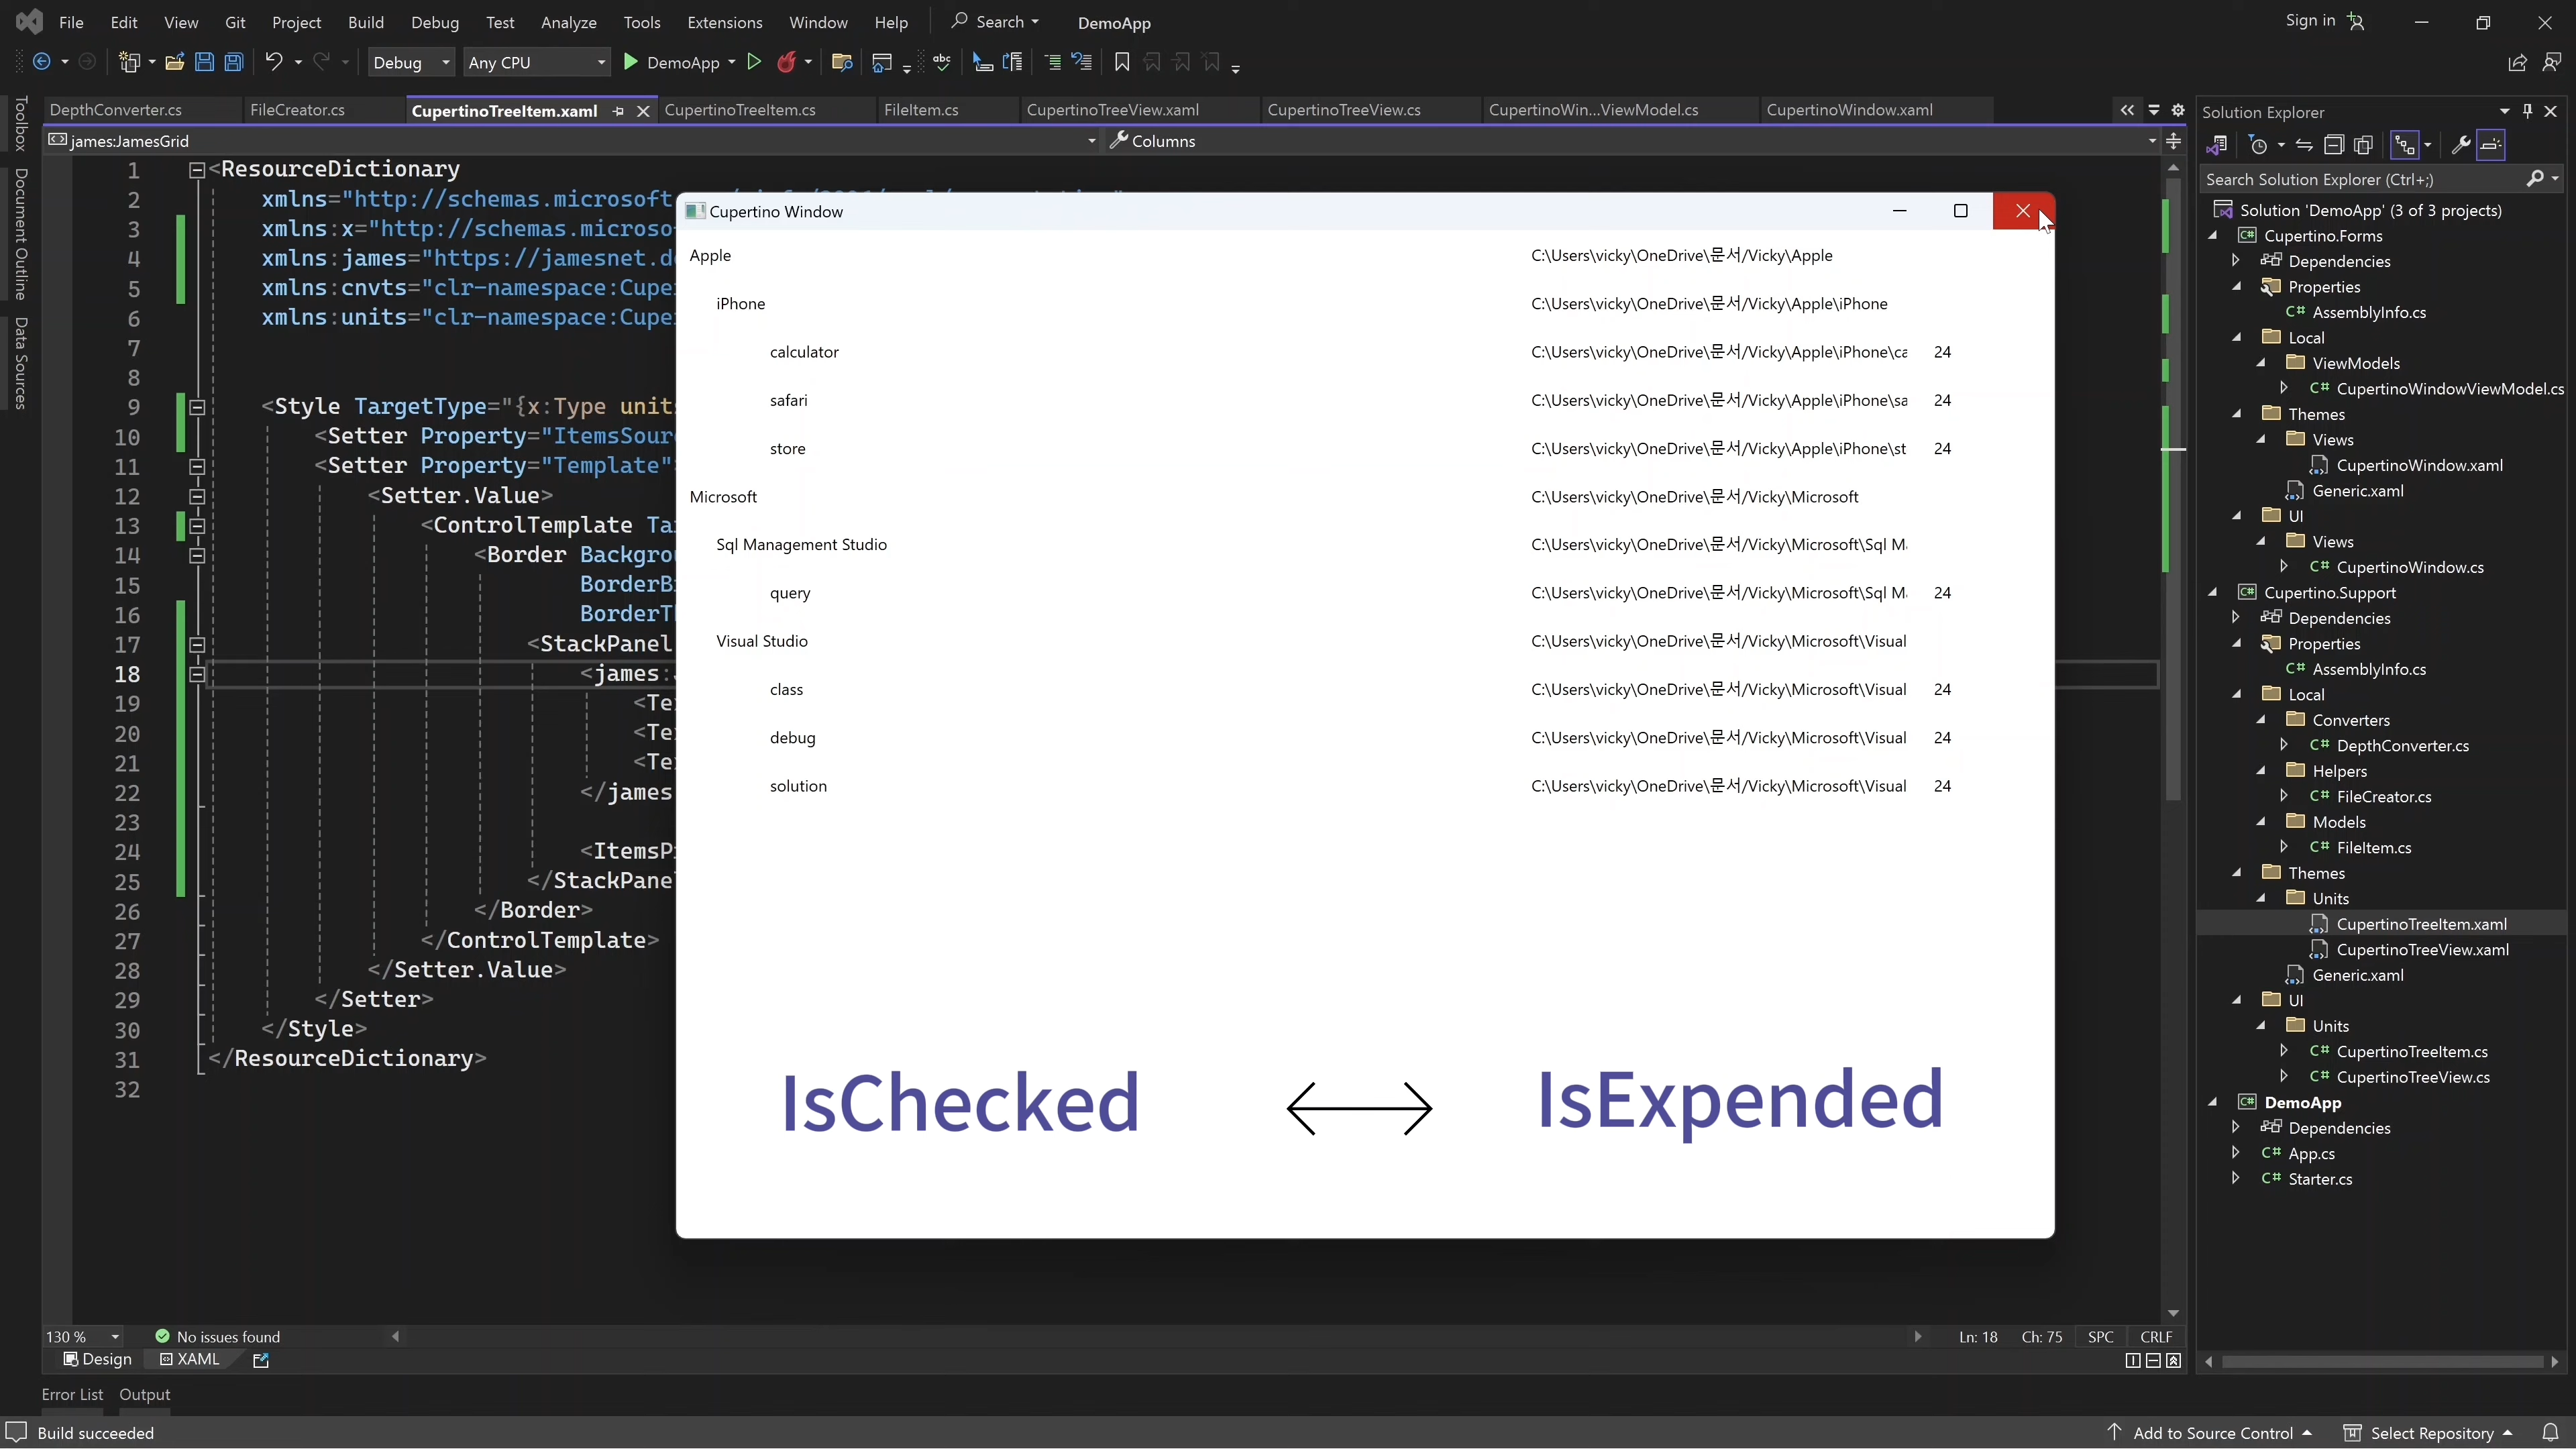 File Edit View Git Project Build Debug Test Analyze Tools Extensions Window Help Search DemoApp Sign in
Debug Any CPU DemoApp
DepthConverter.cs FileCreator.cs CupertinoTreeItem.xaml CupertinoTreeItem.cs FileItem.cs CupertinoTreeView.xaml CupertinoTreeView.cs CupertinoWin...ViewModel.cs CupertinoWindow.xaml
james:JamesGrid Columns
Toolbox
Document Outline
Data Sources
1 <ResourceDictionary
2 xmlns="http://schemas.microsoft
3 xmlns:x="http://schemas.microso
4 xmlns:james="https://jamesnet.d
5 xmlns:cnvts="clr-namespace:Cupe
6 xmlns:units="clr-namespace:Cupe
7
8
9 <Style TargetType="{x:Type unit
10 <Setter Property="ItemsSour
11 <Setter Property="Template"
12 <Setter.Value>
13 <ControlTemplate Ta
14 <Border Backgro
15 BorderB
16 BorderT
17 <StackPanel
18 <james:
19 <Te
20 <Te
21 <Te
22 </james
23
24 <ItemsP
25 </StackPane
26 </Border>
27 </ControlTemplate>
28 </Setter.Value>
29 </Setter>
30 </Style>
31 </ResourceDictionary>
32
Cupertino Window
Apple C:\Users\vicky\OneDrive\문서/Vicky\Apple
iPhone C:\Users\vicky\OneDrive\문서/Vicky\Apple\iPhone
calculator C:\Users\vicky\OneDrive\문서/Vicky\Apple\iPhone\ca 24
safari C:\Users\vicky\OneDrive\문서/Vicky\Apple\iPhone\sa 24
store C:\Users\vicky\OneDrive\문서/Vicky\Apple\iPhone\st 24
Microsoft C:\Users\vicky\OneDrive\문서/Vicky\Microsoft
Sql Management Studio C:\Users\vicky\OneDrive\문서/Vicky\Microsoft\Sql M
query C:\Users\vicky\OneDrive\문서/Vicky\Microsoft\Sql M 24
Visual Studio C:\Users\vicky\OneDrive\문서/Vicky\Microsoft\Visual
class C:\Users\vicky\OneDrive\문서/Vicky\Microsoft\Visual 24
debug C:\Users\vicky\OneDrive\문서/Vicky\Microsoft\Visual 24
solution C:\Users\vicky\OneDrive\문서/Vicky\Microsoft\Visual 24
IsChecked IsExpended
Solution Explorer
Search Solution Explorer (Ctrl+;)
Solution 'DemoApp' (3 of 3 projects)
Cupertino.Forms
Dependencies
Properties
C# AssemblyInfo.cs
Local
ViewModels
C# CupertinoWindowViewModel.cs
Themes
Views
CupertinoWindow.xaml
Generic.xaml
UI
Views
C# CupertinoWindow.cs
Cupertino.Support
Dependencies
Properties
C# AssemblyInfo.cs
Local
Converters
C# DepthConverter.cs
Helpers
C# FileCreator.cs
Models
C# FileItem.cs
Themes
Units
CupertinoTreeItem.xaml
CupertinoTreeView.xaml
Generic.xaml
UI
Units
C# CupertinoTreeItem.cs
C# CupertinoTreeView.cs
DemoApp
Dependencies
C# App.cs
C# Starter.cs
130 % No issues found Ln: 18 Ch: 75 SPC CRLF
Design XAML
Error List Output
Build succeeded Add to Source Control Select Repository